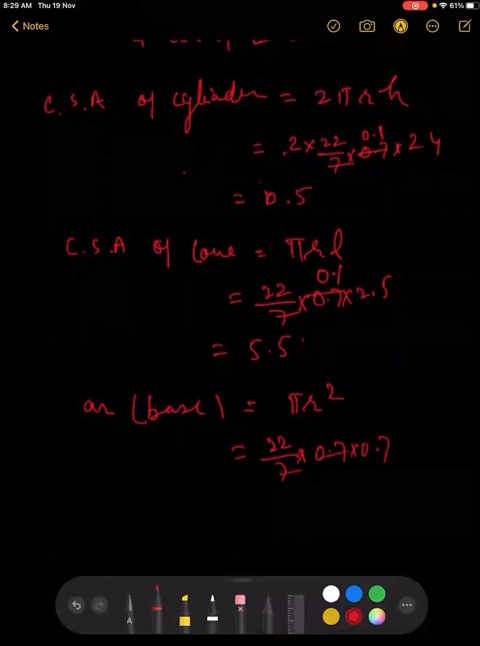 8:29 AM Thu 19 Nov 61%
Notes
C.S.A of cylinder = 2πrh
= 2 × 22/7 × 0.7 0.1 × 2.4
= 10.5
C.S.A of cone = πrl
= 22/7 × 0.7 0.1 × 2.5
= 5.5
ar (base) = πr²
= 22/7 × 0.7 × 0.7
A